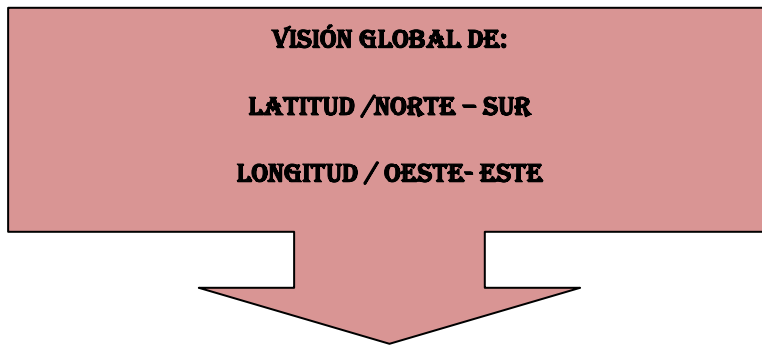 VISIÓN GLOBAL DE:
LATITUD /NORTE – SUR
LONGITUD / OESTE- ESTE